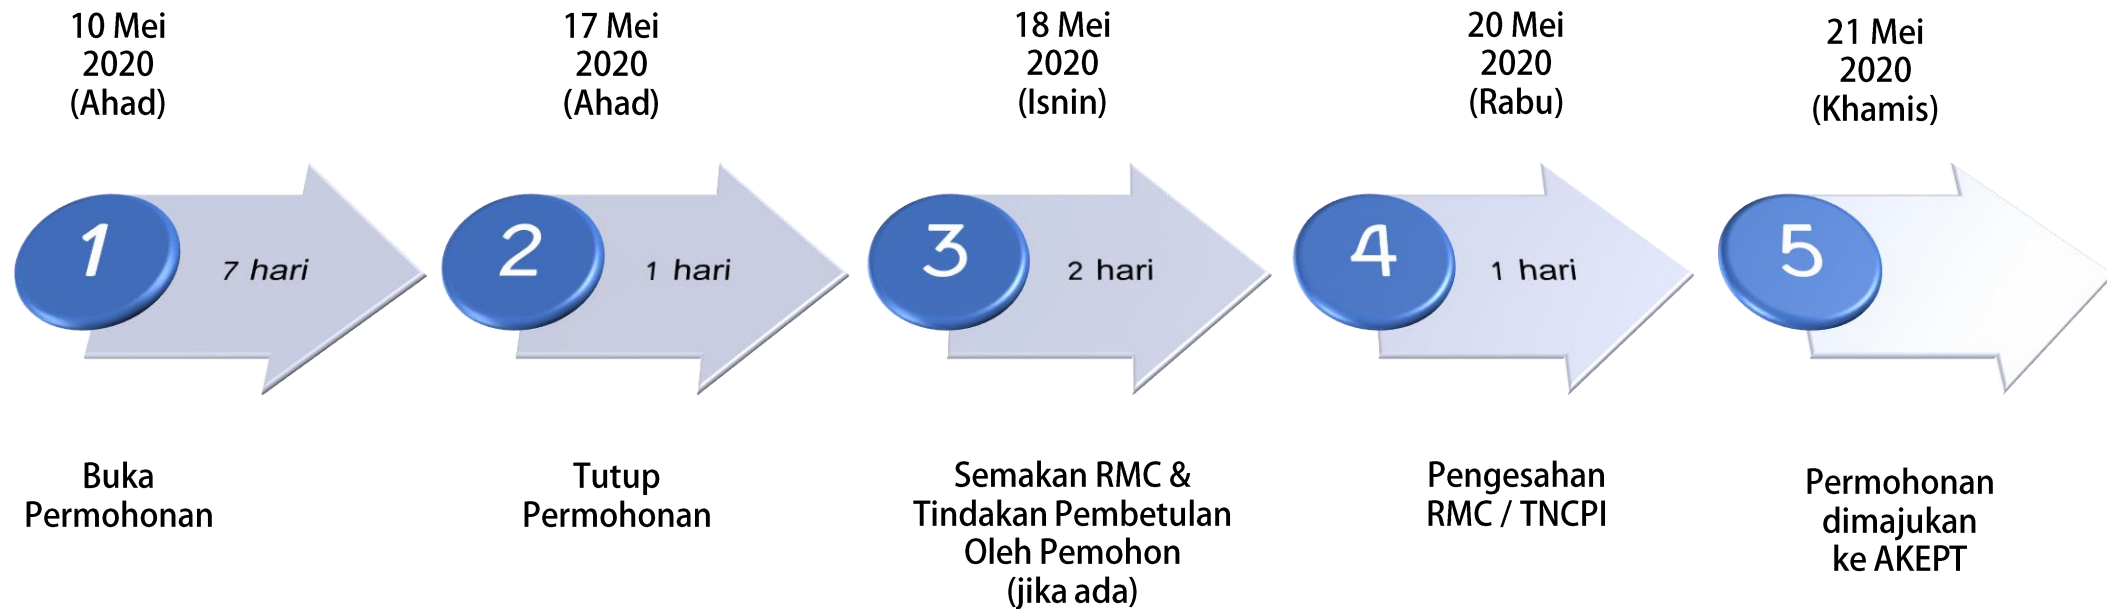 10 Mei
2020
(Ahad)
17 Mei
2020
(Ahad)
18 Mei
2020
(Isnin)
20 Mei
2020
(Rabu)
21 Mei
2020
(Khamis)
1
7 hari
2
1 hari
3
2 hari
4
1 hari
5
Buka
Permohonan
Tutup
Permohonan
Semakan RMC &
Tindakan Pembetulan
Oleh Pemohon
(jika ada)
Pengesahan
RMC / TNCPI
Permohonan
dimajukan
ke AKEPT